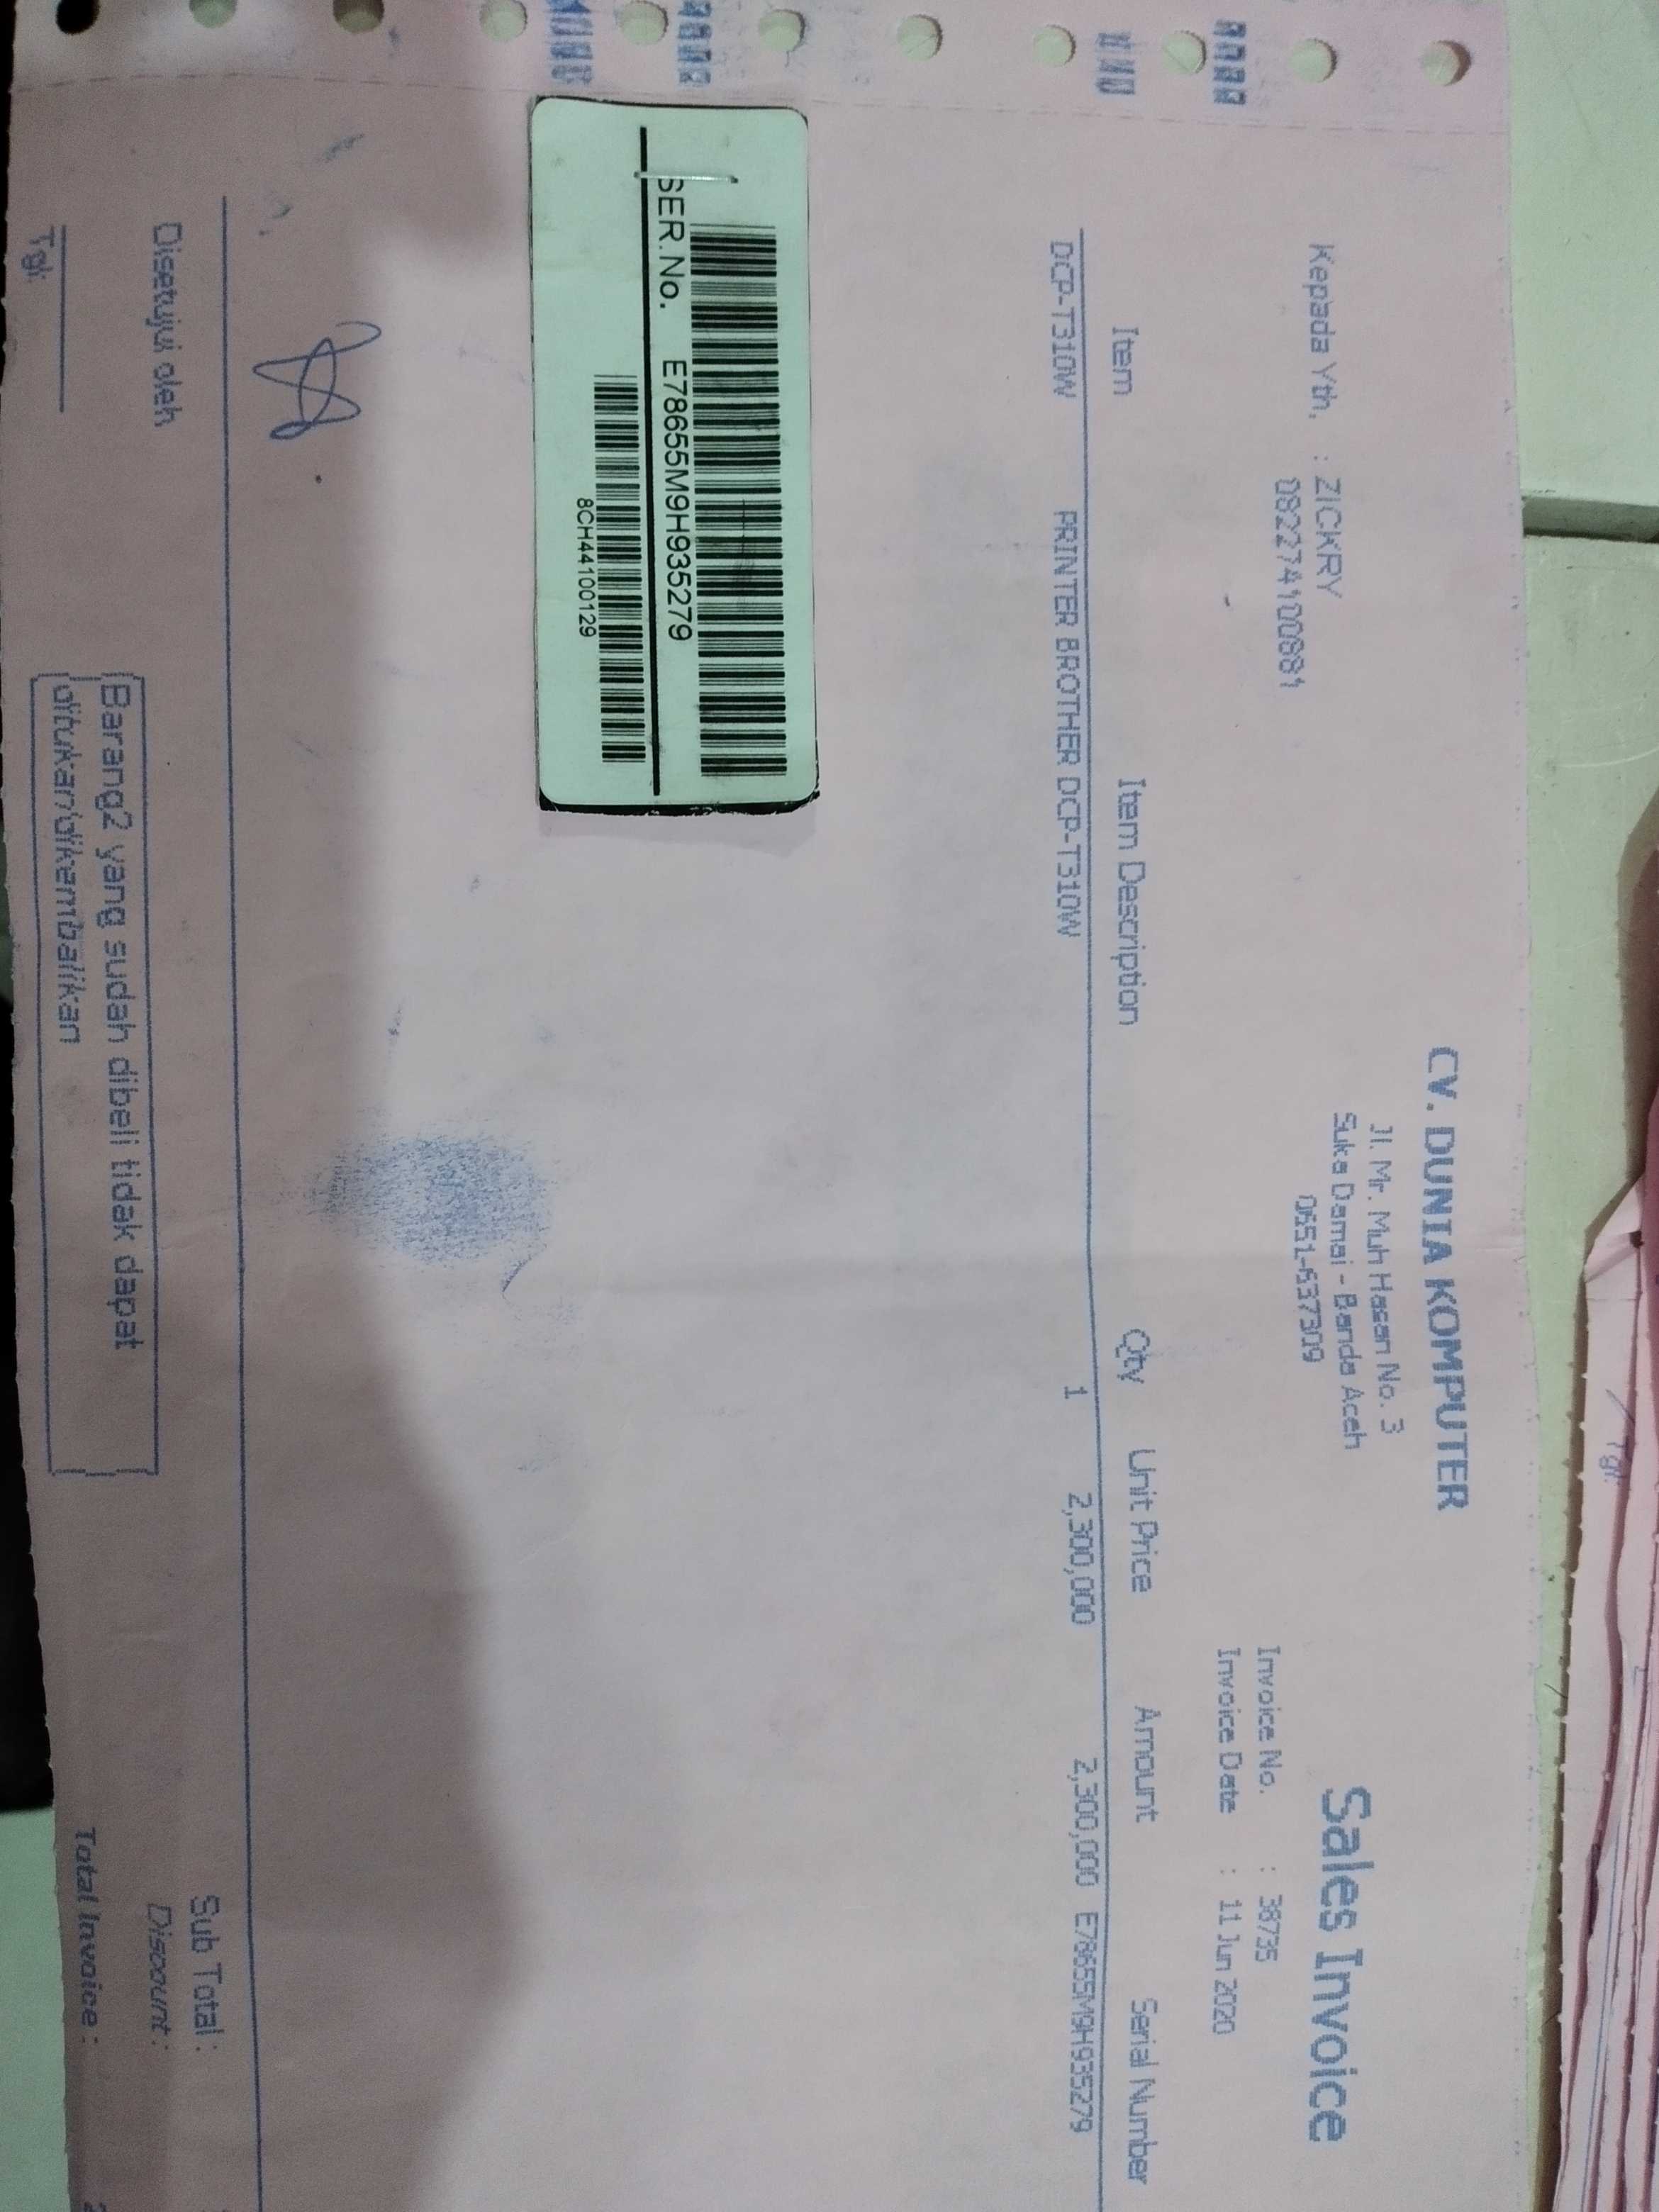 CV. DUNIA KOMPUTER
Jl. Mr. Muh Hasan No. 3
Suka Damai - Banda Aceh
0651-637309
Sales Invoice
Kepada Yth. : ZICKRY
082274100881
Invoice No. : 38735
Invoice Date : 11 Jun 2020
Item Item Description Qty Unit Price Amount Serial Number
DCP-T310W PRINTER BROTHER DCP-T310W 1 2,300,000 2,300,000 E78655M9H935279
SER.No. E78655M9H935279
8CH44100129
Disetujui oleh
Tgl:
Barang2 yang sudah dibeli tidak dapat
ditukar/dikembalikan
Sub Total :
Discount :
Total Invoice :
Tgl: